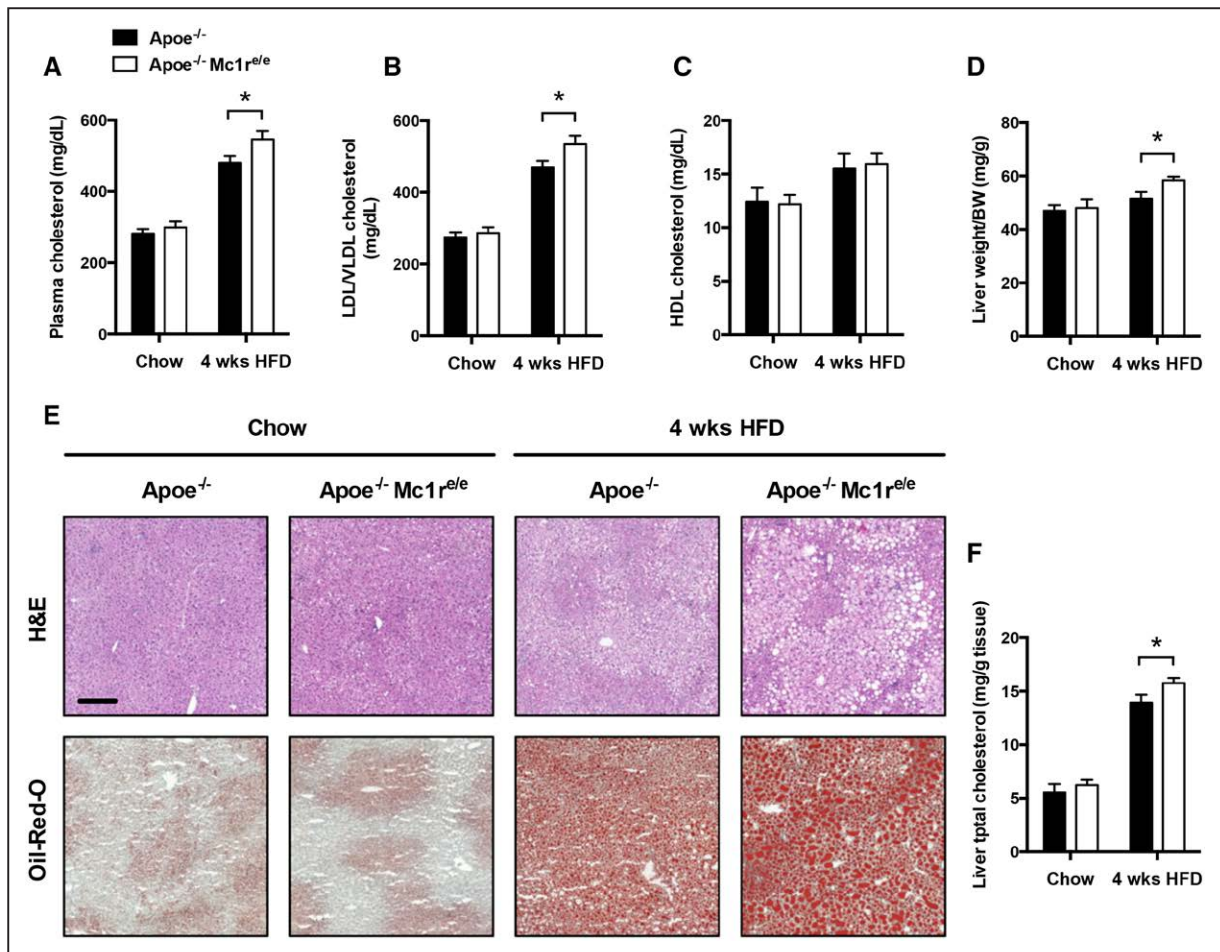 Apoe-/-
Apoe-/- Mc1re/e
A
Plasma cholesterol (mg/dL)
600
400
200
0
Chow
4 wks HFD
*
B
LDL/VLDL cholesterol
(mg/dL)
600
400
200
0
Chow
4 wks HFD
*
C
HDL cholesterol (mg/dL)
20
15
10
5
0
Chow
4 wks HFD
D
Liver weight/BW (mg/g)
80
60
40
20
0
Chow
4 wks HFD
*
E
Chow
4 wks HFD
Apoe-/-
Apoe-/- Mc1re/e
Apoe-/-
Apoe-/- Mc1re/e
H&E
Oil-Red-O
F
Liver tptal cholesterol (mg/g tissue)
20
15
10
5
0
Chow
4 wks HFD
*